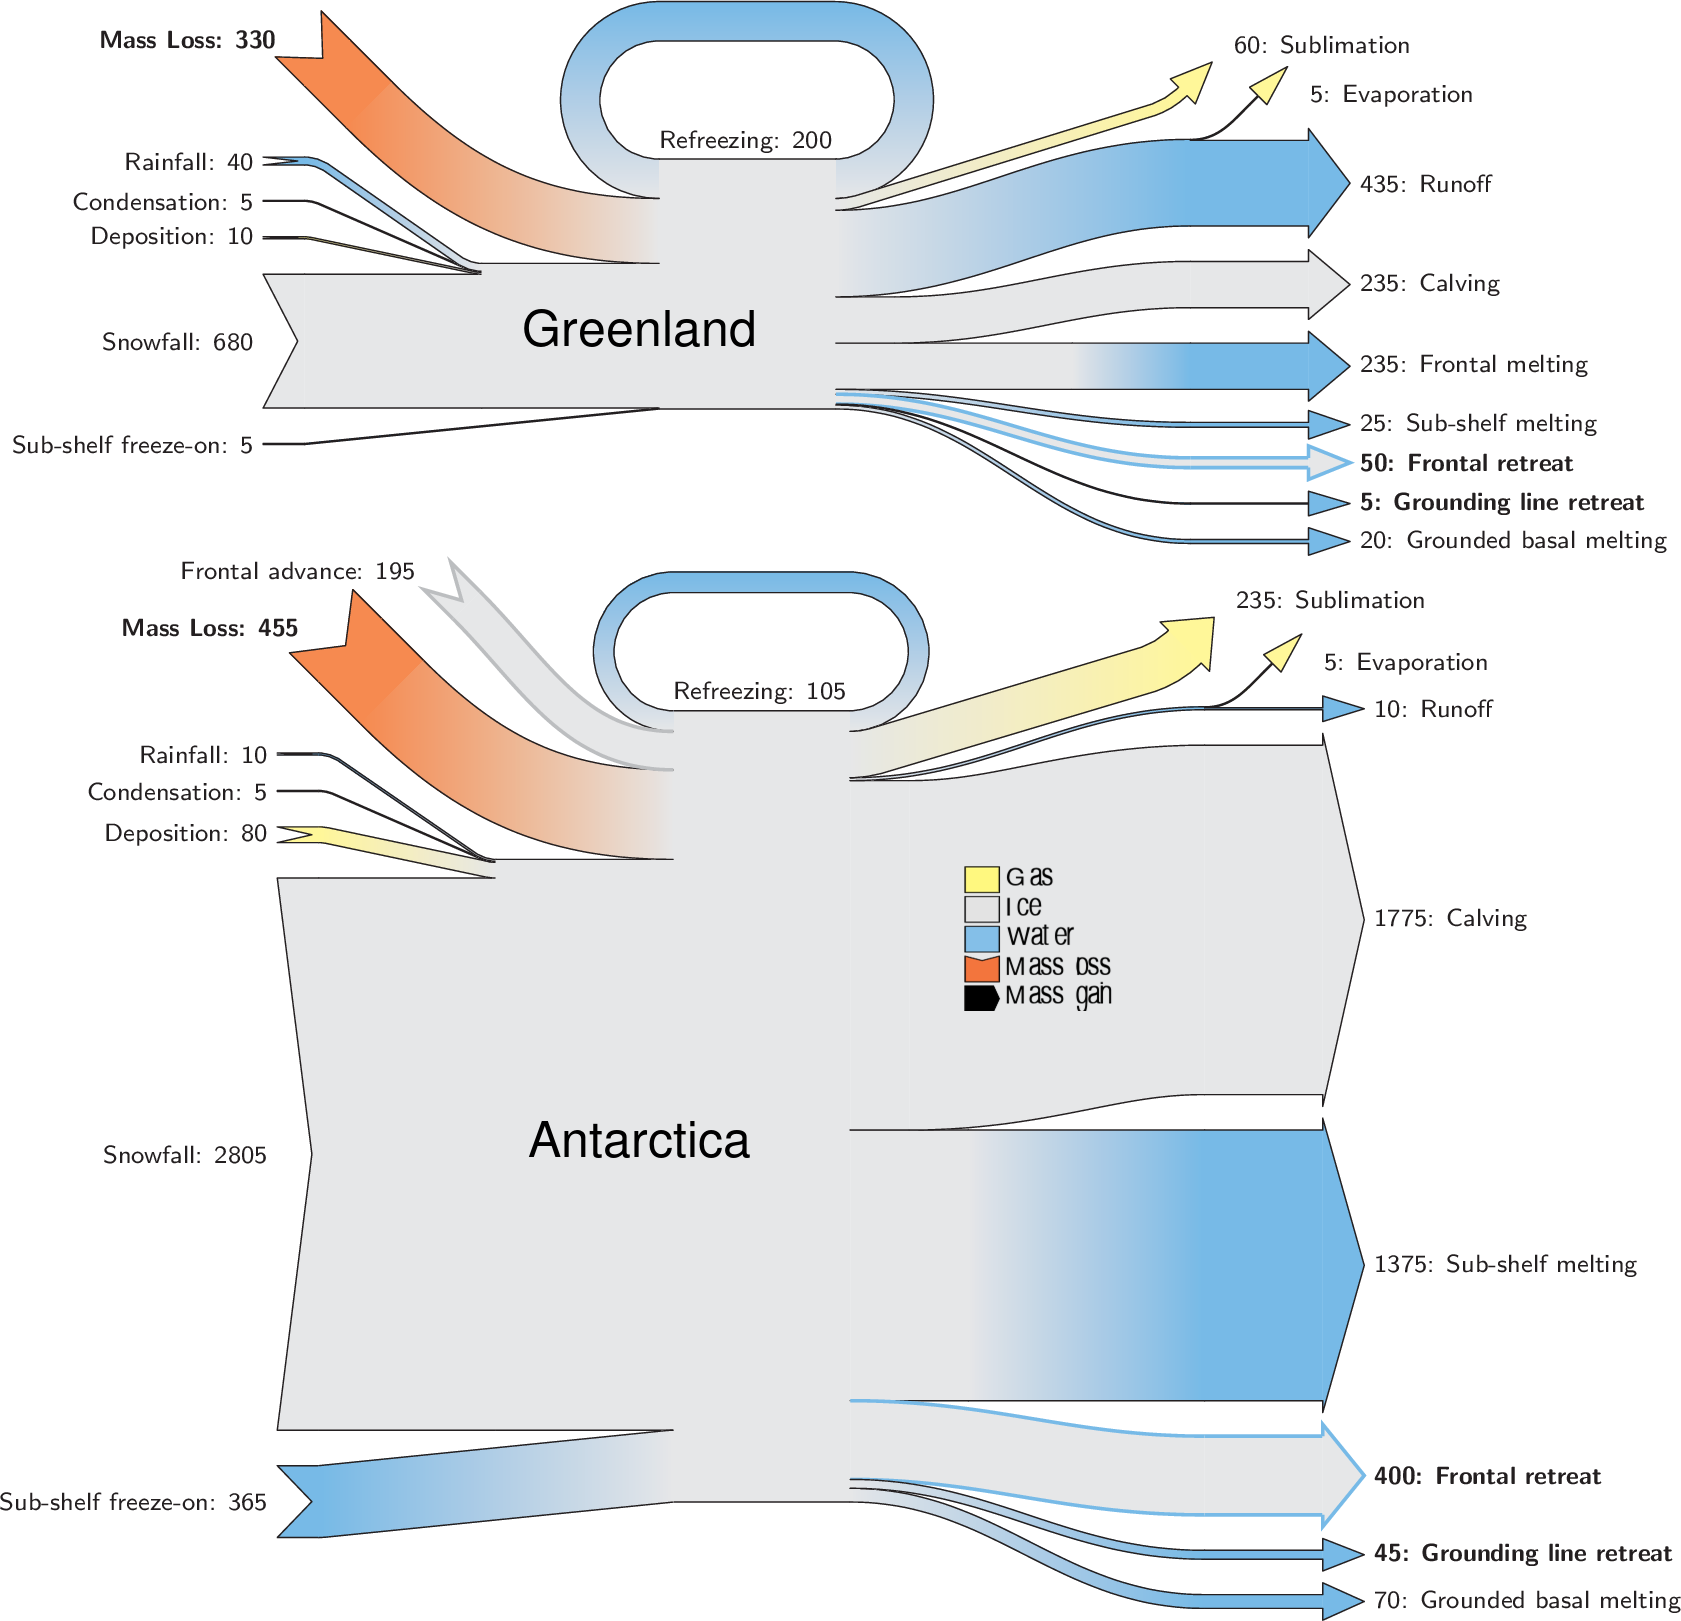 Mass Loss: 330
60: Sublimation
5: Evaporation
Refreezing: 200
Rainfall: 40
435: Runoff
Condensation: 5
Deposition: 10
235: Calving
Greenland
Snowfall: 680
235: Frontal melting
25: Sub-shelf melting
Sub-shelf freeze-on: 5
50: Frontal retreat
5: Grounding line retreat
20: Grounded basal melting
Frontal advance: 195
235: Sublimation
Mass Loss: 455
5: Evaporation
Refreezing: 105
10: Runoff
Rainfall: 10
Condensation: 5
Deposition: 80
Gas
Ice
Water
Mass loss
Mass gain
1775: Calving
Antarctica
Snowfall: 2805
1375: Sub-shelf melting
400: Frontal retreat
Sub-shelf freeze-on: 365
45: Grounding line retreat
70: Grounded basal melting